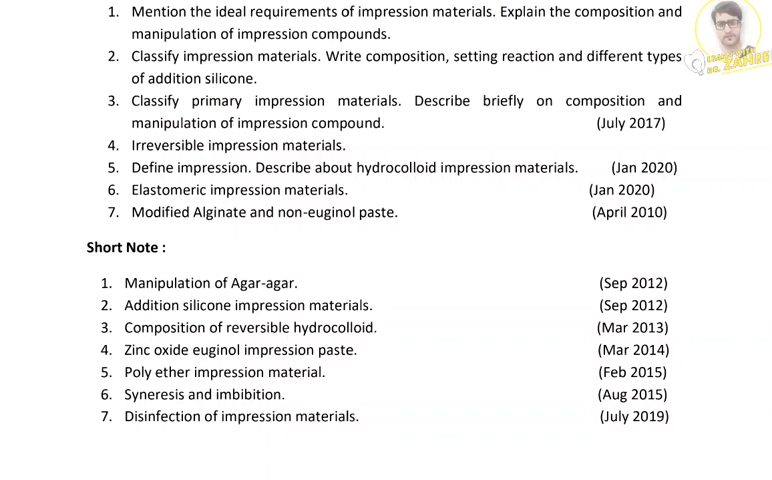 1. Mention the ideal requirements of impression materials. Explain the composition and
manipulation of impression compounds.
2. Classify impression materials. Write composition, setting reaction and different types
of addition silicone.
3. Classify primary impression materials. Describe briefly on composition and
manipulation of impression compound. (July 2017)
4. Irreversible impression materials.
5. Define impression. Describe about hydrocolloid impression materials. (Jan 2020)
6. Elastomeric impression materials. (Jan 2020)
7. Modified Alginate and non-euginol paste. (April 2010)
Short Note :
1. Manipulation of Agar-agar. (Sep 2012)
2. Addition silicone impression materials. (Sep 2012)
3. Composition of reversible hydrocolloid. (Mar 2013)
4. Zinc oxide euginol impression paste. (Mar 2014)
5. Poly ether impression material. (Feb 2015)
6. Syneresis and imbibition. (Aug 2015)
7. Disinfection of impression materials. (July 2019)
DR.